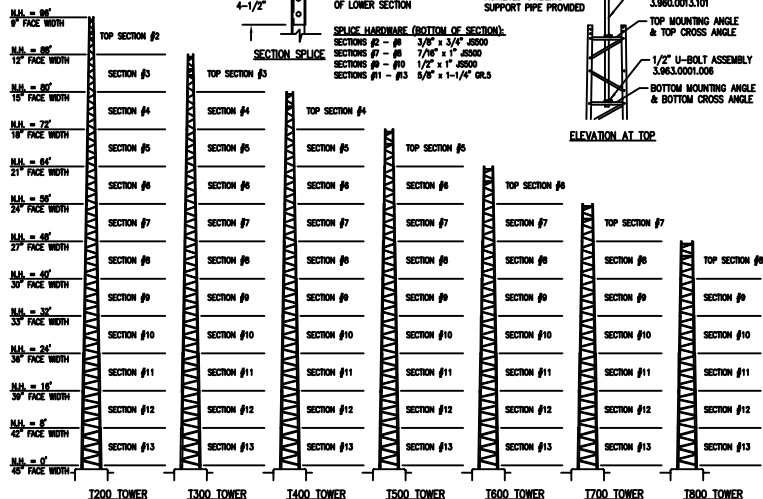 4-1/2"
OF LOWER SECTION
SUPPORT PIPE PROVIDED
3.960.0013.101
TOP MOUNTING ANGLE
& TOP CROSS ANGLE
1/2" U-BOLT ASSEMBLY
3.963.0001.006
BOTTOM MOUNTING ANGLE
& BOTTOM CROSS ANGLE
ELEVATION AT TOP
SECTION SPLICE
SPLICE HARDWARE (BOTTOM OF SECTION):
SECTIONS #2 - #6 3/8" x 3/4" JS500
SECTIONS #7 - #8 7/16" x 1" JS500
SECTIONS #9 - #10 1/2" x 1" JS500
SECTIONS #11 - #13 5/8" x 1-1/4" GR.5
N.H. = 96'
9" FACE WIDTH
N.H. = 88'
12" FACE WIDTH
N.H. = 80'
15" FACE WIDTH
N.H. = 72'
18" FACE WIDTH
N.H. = 64'
21" FACE WIDTH
N.H. = 56'
24" FACE WIDTH
N.H. = 48'
27" FACE WIDTH
N.H. = 40'
30" FACE WIDTH
N.H. = 32'
33" FACE WIDTH
N.H. = 24'
36" FACE WIDTH
N.H. = 16'
39" FACE WIDTH
N.H. = 8'
42" FACE WIDTH
N.H. = 0'
45" FACE WIDTH
TOP SECTION #2
SECTION #3
SECTION #4
SECTION #5
SECTION #6
SECTION #7
SECTION #8
SECTION #9
SECTION #10
SECTION #11
SECTION #12
SECTION #13
T200 TOWER
TOP SECTION #3
SECTION #4
SECTION #5
SECTION #6
SECTION #7
SECTION #8
SECTION #9
SECTION #10
SECTION #11
SECTION #12
SECTION #13
T300 TOWER
TOP SECTION #4
SECTION #5
SECTION #6
SECTION #7
SECTION #8
SECTION #9
SECTION #10
SECTION #11
SECTION #12
SECTION #13
T400 TOWER
TOP SECTION #5
SECTION #6
SECTION #7
SECTION #8
SECTION #9
SECTION #10
SECTION #11
SECTION #12
SECTION #13
T500 TOWER
TOP SECTION #6
SECTION #7
SECTION #8
SECTION #9
SECTION #10
SECTION #11
SECTION #12
SECTION #13
T600 TOWER
TOP SECTION #7
SECTION #8
SECTION #9
SECTION #10
SECTION #11
SECTION #12
SECTION #13
T700 TOWER
TOP SECTION #8
SECTION #9
SECTION #10
SECTION #11
SECTION #12
SECTION #13
T800 TOWER